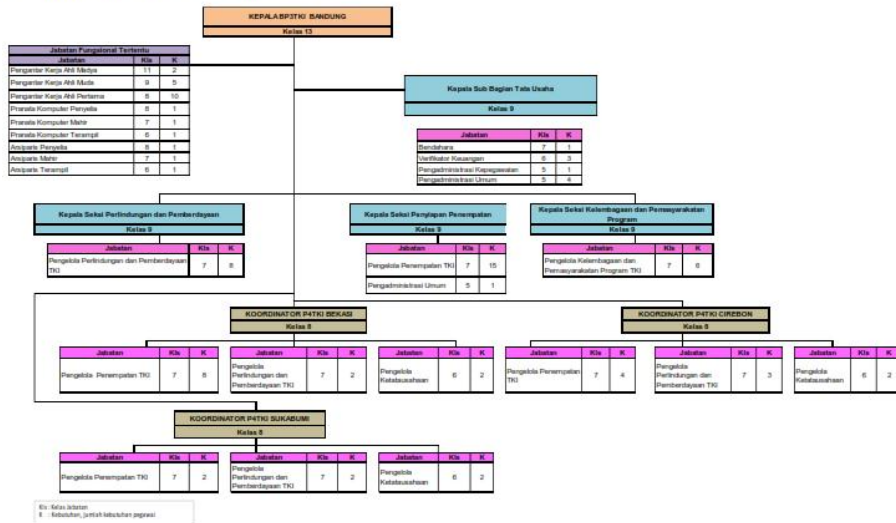 KEPALA BP3TKI BANDUNG
Kelas 13
Jabatan Fungsional Tertentu
Jabatan Kls K
Pengantar Kerja Ahli Madya 11 2
Pengantar Kerja Ahli Muda 9 5
Pengantar Kerja Ahli Pertama 8 10
Pranata Komputer Penyelia 8 1
Pranata Komputer Mahir 7 1
Pranata Komputer Terampil 6 1
Arsiparis Penyelia 8 1
Arsiparis Mahir 7 1
Arsiparis Terampil 6 1
Kepala Sub Bagian Tata Usaha
Kelas 9
Jabatan Kls K
Bendahara 7 1
Verifikator Keuangan 6 3
Pengadministrasi Kepegawaian 5 1
Pengadministrasi Umum 5 4
Kepala Seksi Perlindungan dan Pemberdayaan
Kelas 9
Jabatan Kls K
Pengelola Perlindungan dan Pemberdayaan
TKI 7 8
Kepala Seksi Penyiapan Penempatan
Kelas 9
Jabatan Kls K
Pengelola Penempatan TKI 7 15
Pengadministrasi Umum 5 1
Kepala Seksi Kelembagaan dan Pemasyarakatan
Program
Kelas 9
Jabatan Kls K
Pengelola Kelembagaan dan
Pemasyarakatan Program TKI 7 6
KOORDINATOR P4TKI BEKASI
Kelas 8
Jabatan Kls K
Pengelola Penempatan TKI 7 6
Jabatan Kls K
Pengelola
Perlindungan dan
Pemberdayaan TKI 7 2
Jabatan Kls K
Pengelola
Ketatausahaan 6 2
KOORDINATOR P4TKI CIREBON
Kelas 8
Jabatan Kls K
Pengelola Penempatan
TKI 7 4
Jabatan Kls K
Pengelola
Perlindungan dan
Pemberdayaan TKI 7 3
Jabatan Kls K
Pengelola
Ketatausahaan 6 2
KOORDINATOR P4TKI SUKABUMI
Kelas 8
Jabatan Kls K
Pengelola Penempatan TKI 7 2
Jabatan Kls K
Pengelola
Perlindungan dan
Pemberdayaan TKI 7 2
Jabatan Kls K
Pengelola
Ketatausahaan 6 2
Kls : Kelas Jabatan
K : Kebutuhan, jumlah kebutuhan pegawai